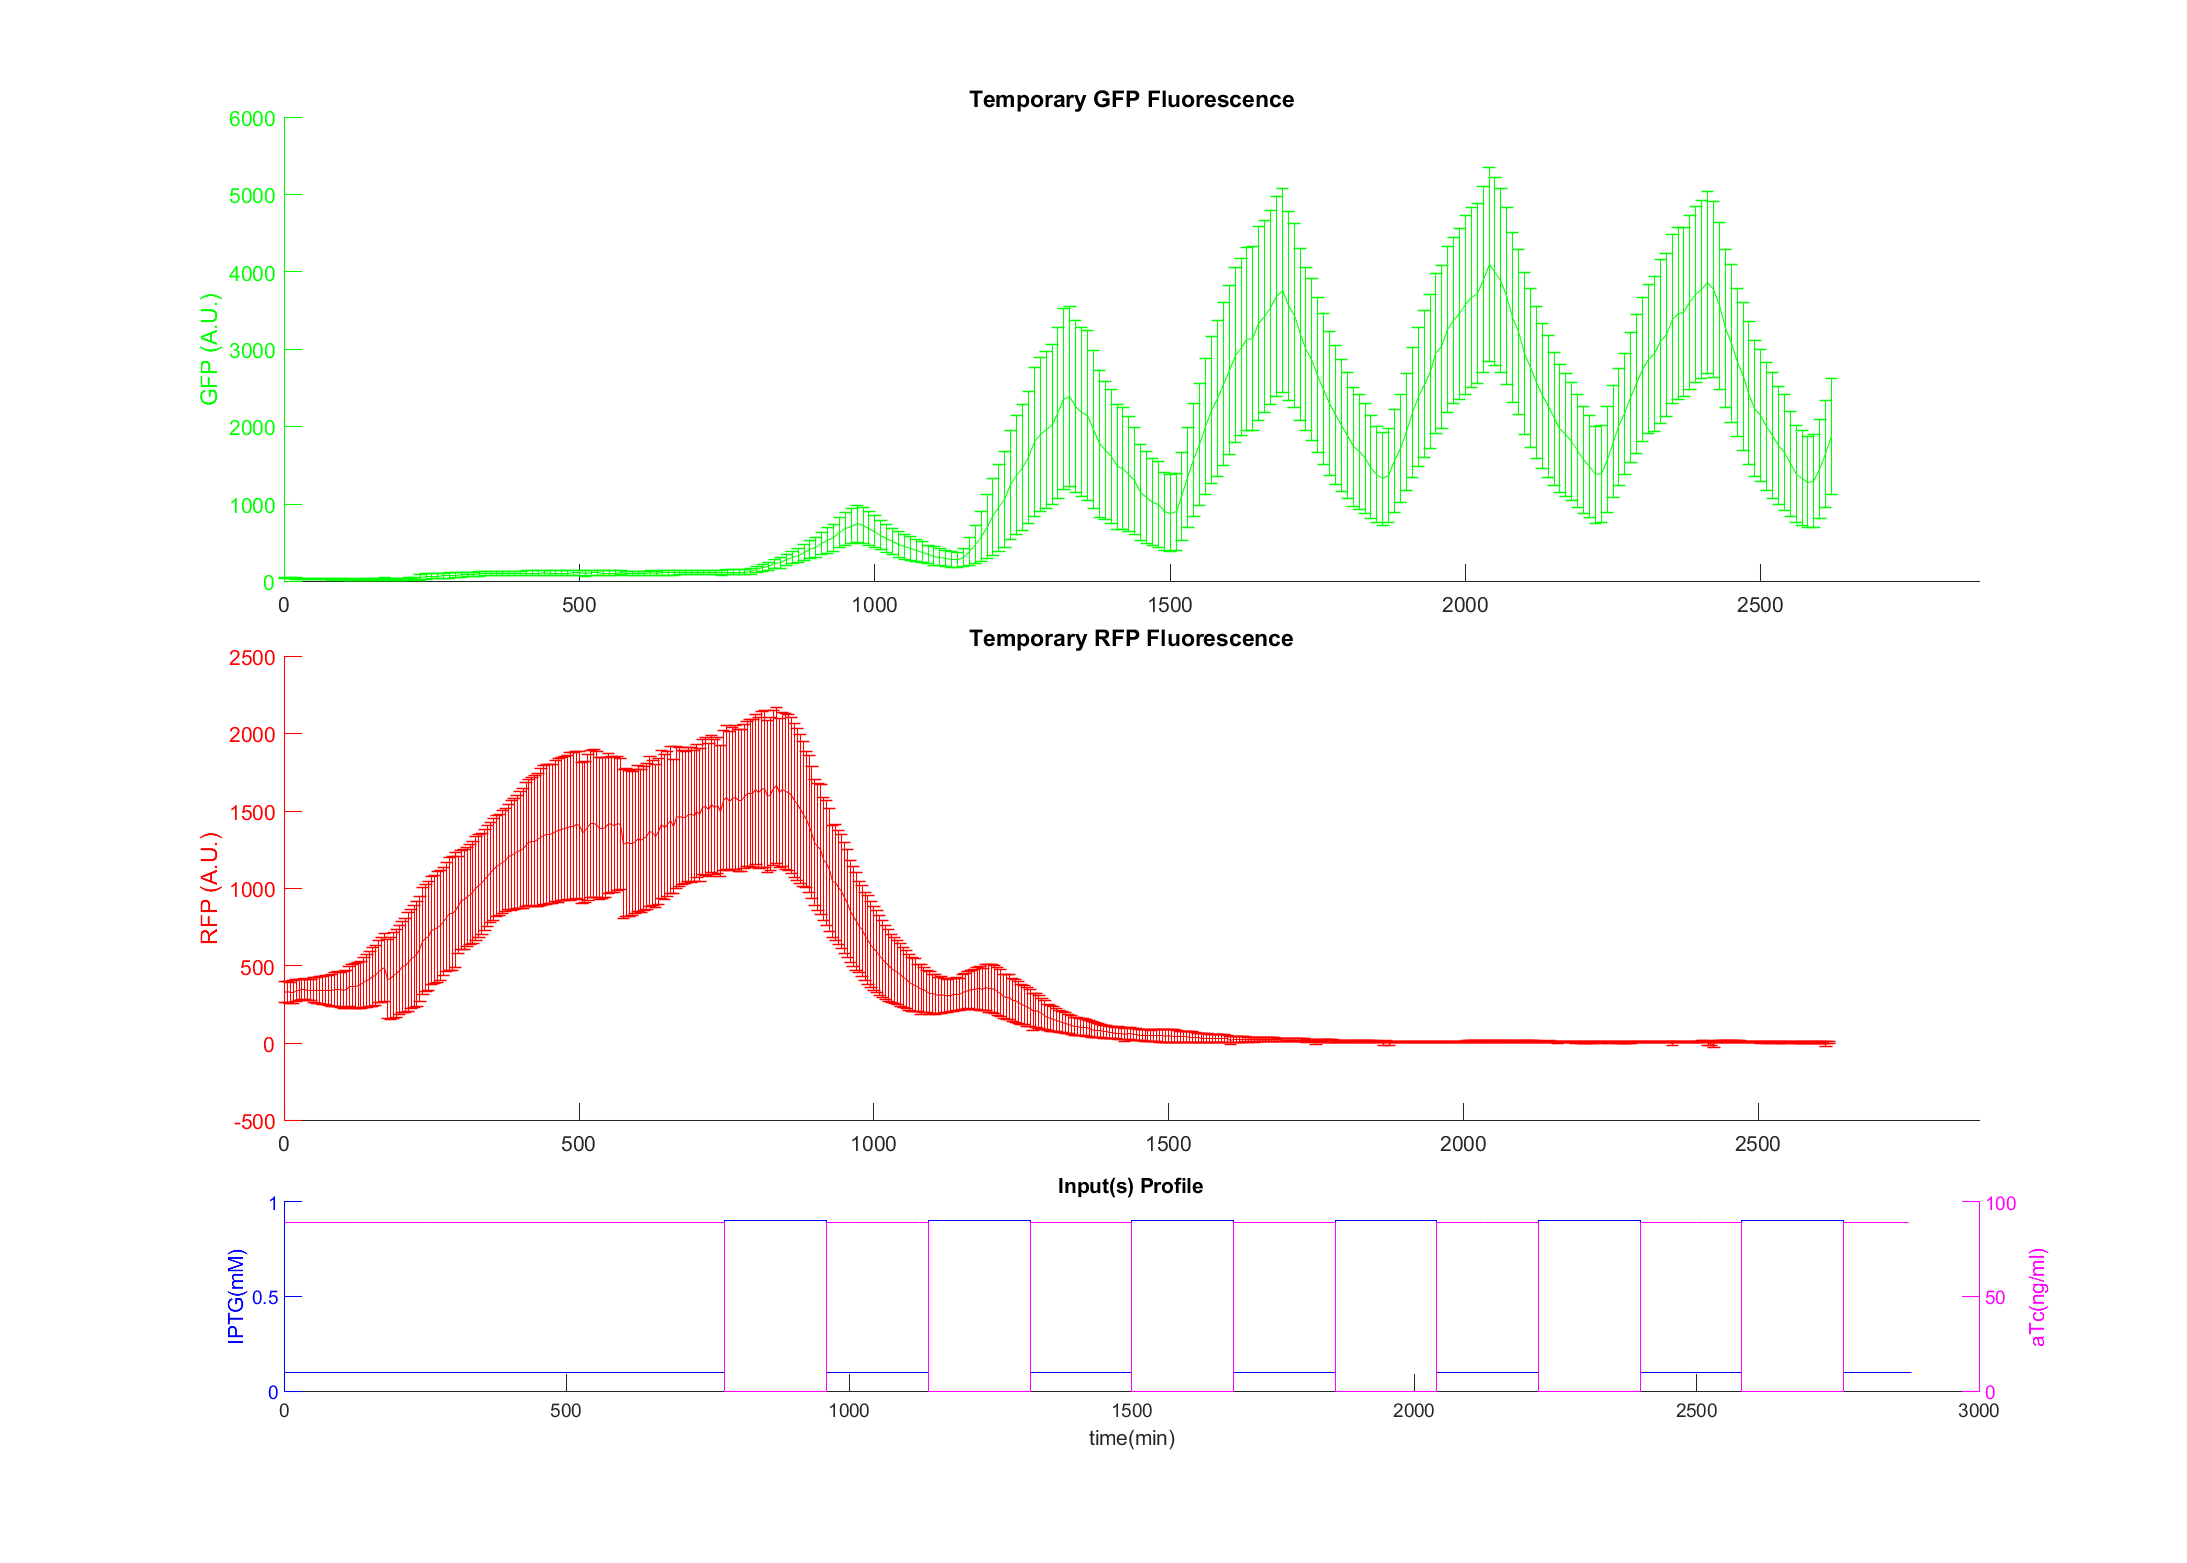 Temporary GFP Fluorescence
6000
5000
4000
3000
2000
1000
0
GFP (A.U.)
0 500 1000 1500 2000 2500
Temporary RFP Fluorescence
2500
2000
1500
1000
500
0
-500
RFP (A.U.)
0 500 1000 1500 2000 2500
Input(s) Profile
1
0.5
0
IPTG(mM)
100
50
0
aTc(ng/ml)
0 500 1000 1500 2000 2500 3000
time(min)